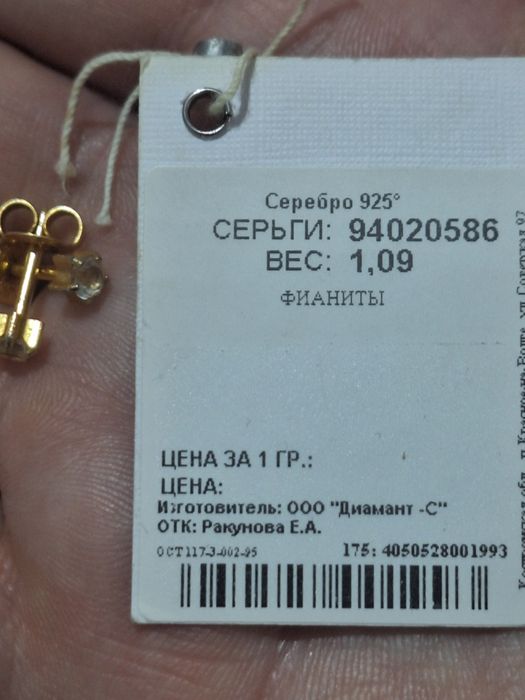 Серебро 925°
СЕРЬГИ: 94020586
ВЕС: 1,09
ФИАНИТЫ
ЦЕНА ЗА 1 ГР.:
ЦЕНА:
Изготовитель: ООО "Диамант -С"
ОТК: Ракунова Е.А.
ОСТ117-3-002-95
175: 4050528001993